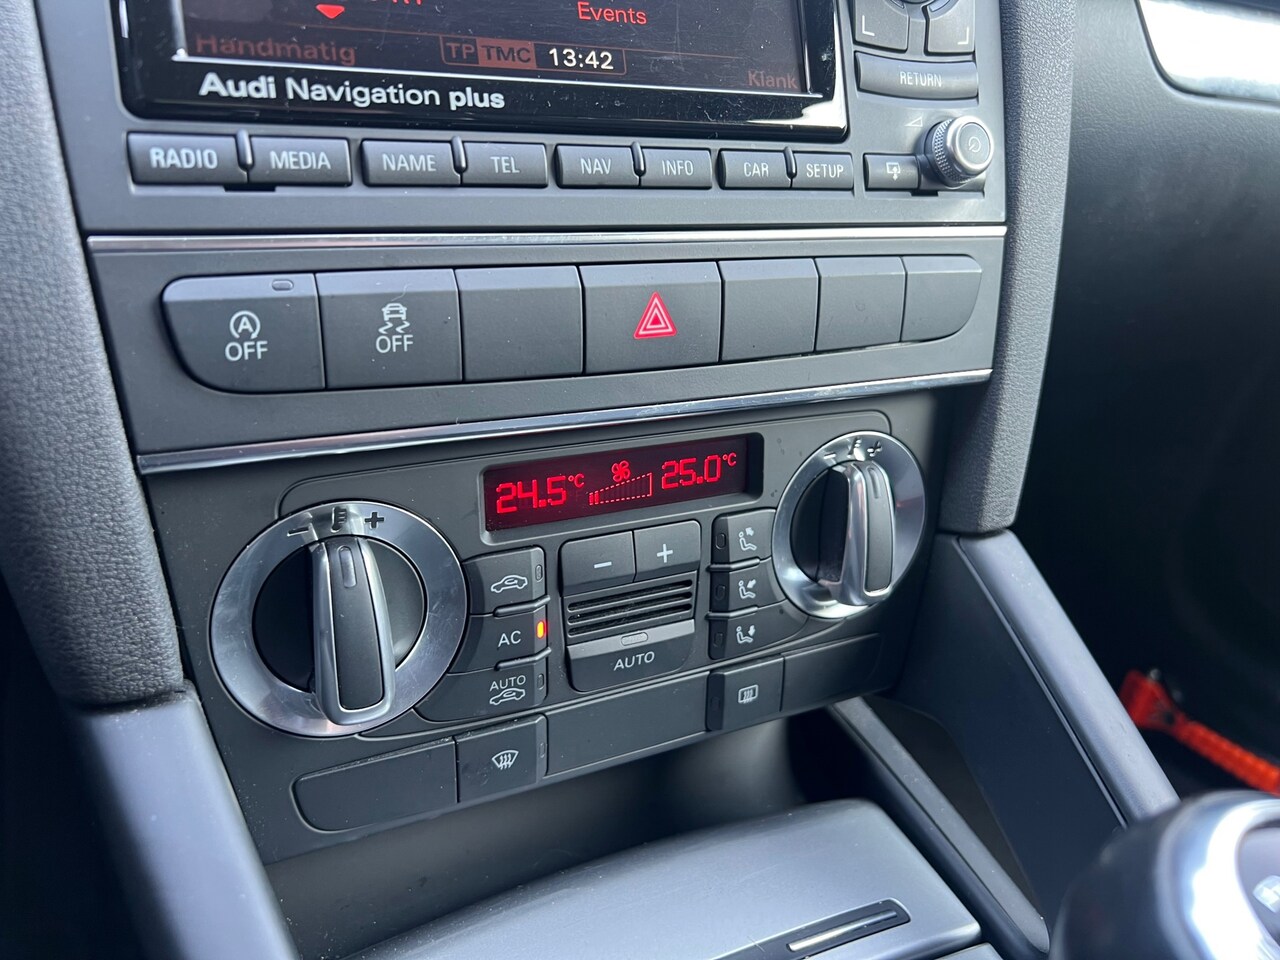 Events
Handmatig
TP TMC 13:42
Klank
Audi Navigation plus
RETURN
RADIO MEDIA NAME TEL NAV INFO CAR SETUP
A
OFF
OFF
24.5°C
25.0°C
− +
− +
AC
AUTO
AUTO